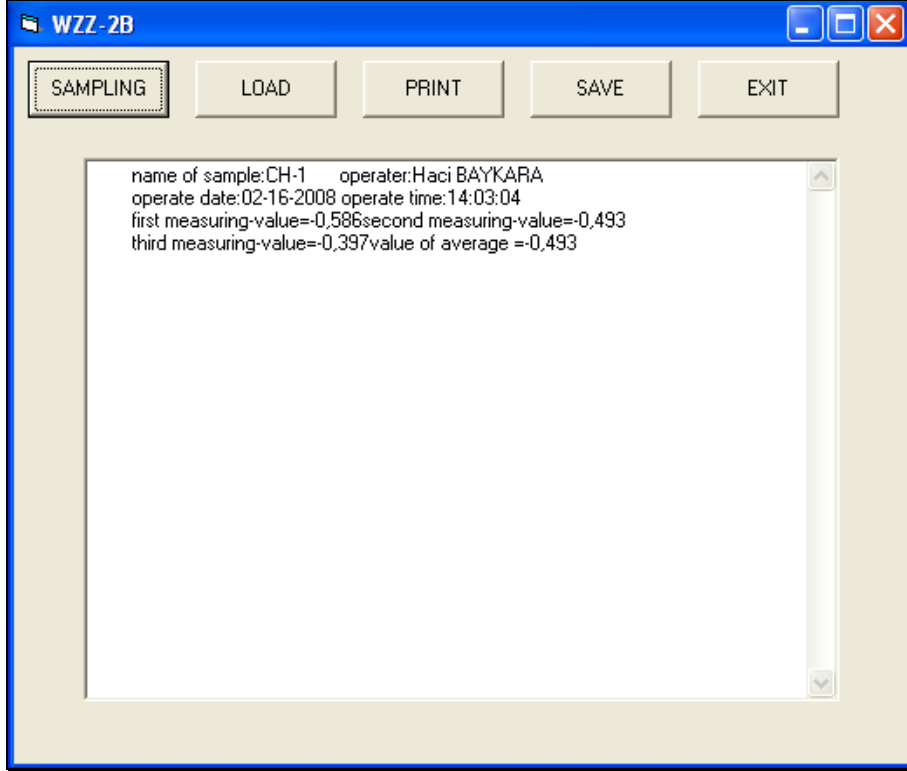 WZZ-2B
SAMPLING LOAD PRINT SAVE EXIT
name of sample:CH-1 operater:Haci BAYKARA
operate date:02-16-2008 operate time:14:03:04
first measuring-value=-0,586second measuring-value=-0,493
third measuring-value=-0,397value of average =-0,493